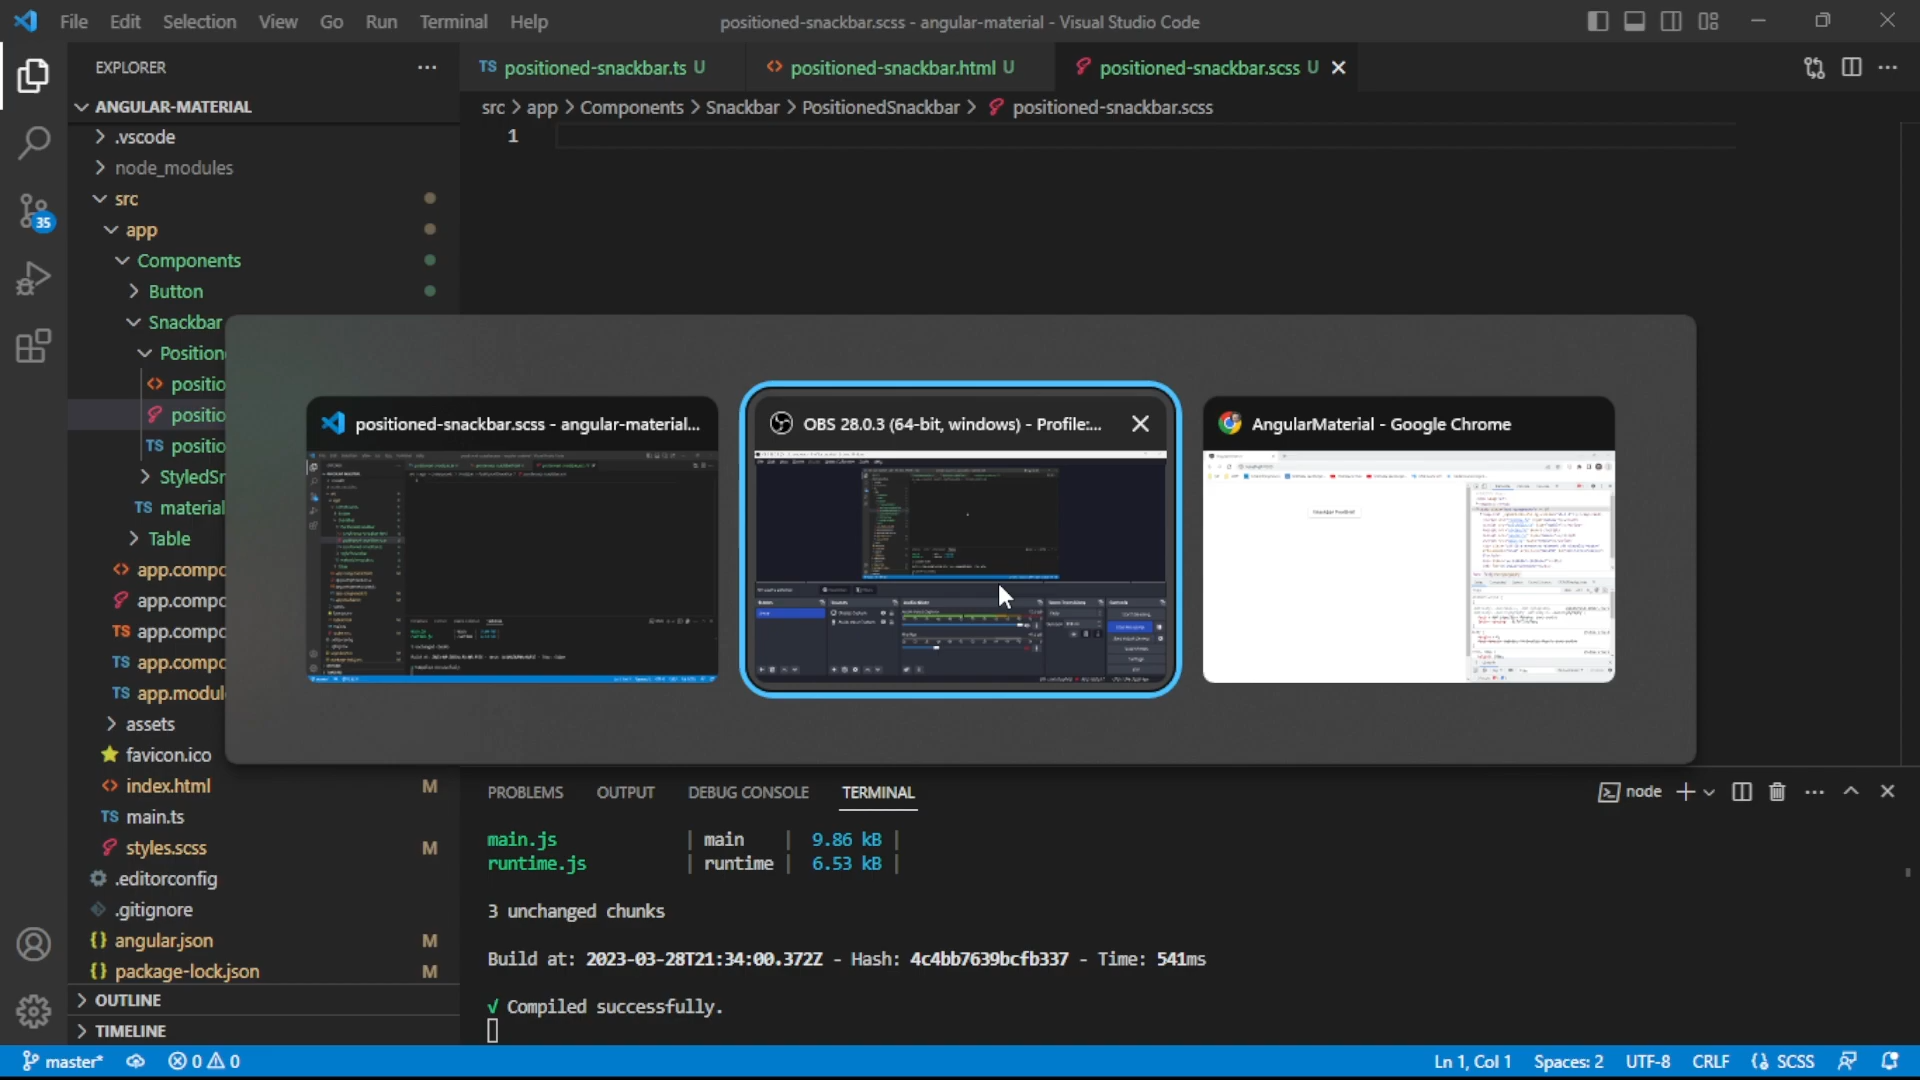 File Edit Selection View Go Run Terminal Help
positioned-snackbar.scss - angular-material - Visual Studio Code
EXPLORER
ANGULAR-MATERIAL
.vscode
node_modules
src
app
Components
Button
Snackbar
Position
positio
positio
TS positio
StyledSn
TS material
Table
app.compo
app.compo
TS app.compo
TS app.compo
TS app.modul
assets
favicon.ico
index.html M
TS main.ts
styles.scss M
.editorconfig
.gitignore
{} angular.json M
{} package-lock.json M
OUTLINE
TIMELINE
35
TS positioned-snackbar.ts U
<> positioned-snackbar.html U
positioned-snackbar.scss U
src > app > Components > Snackbar > PositionedSnackbar > positioned-snackbar.scss
1
positioned-snackbar.scss - angular-material...
OBS 28.0.3 (64-bit, windows) - Profile:...
AngularMaterial - Google Chrome
PROBLEMS OUTPUT DEBUG CONSOLE TERMINAL
node
main.js | main | 9.86 kB |
runtime.js | runtime | 6.53 kB |
3 unchanged chunks
Build at: 2023-03-28T21:34:00.372Z - Hash: 4c4bb7639bcfb337 - Time: 541ms
√ Compiled successfully.
master* 0 0
Ln 1, Col 1 Spaces: 2 UTF-8 CRLF {} SCSS